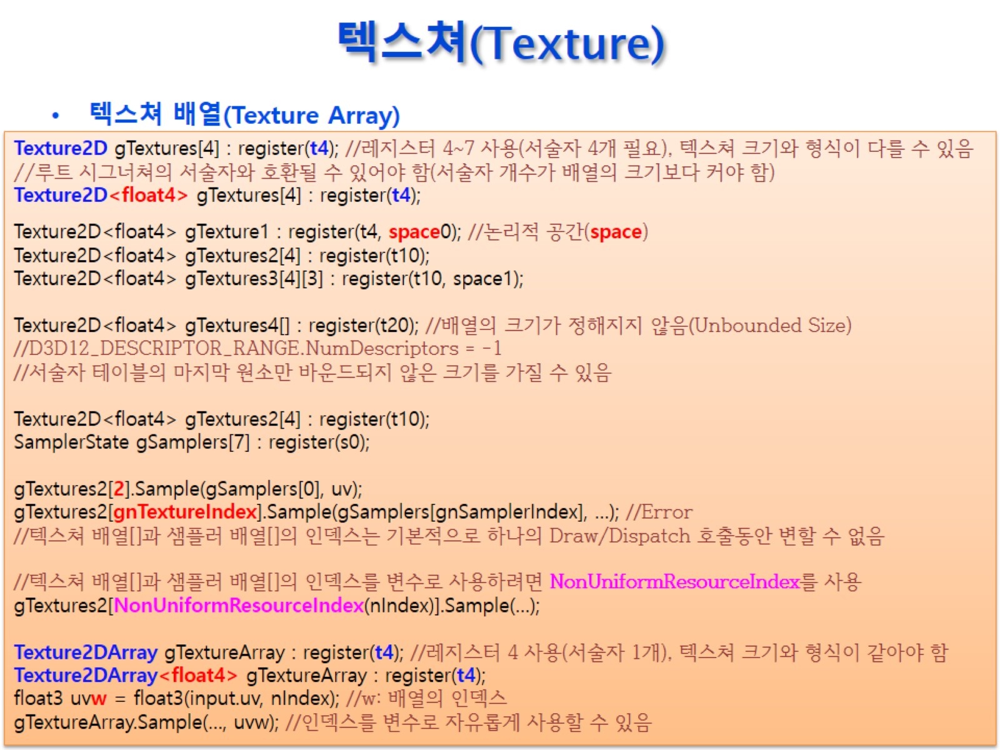 텍스쳐(Texture)
• 텍스쳐 배열(Texture Array)
Texture2D gTextures[4] : register(t4); //레지스터 4~7 사용(서술자 4개 필요), 텍스쳐 크기와 형식이 다를 수 있음
//루트 시그너쳐의 서술자와 호환될 수 있어야 함(서술자 개수가 배열의 크기보다 커야 함)
Texture2D<float4> gTextures[4] : register(t4);
Texture2D<float4> gTexture1 : register(t4, space0); //논리적 공간(space)
Texture2D<float4> gTextures2[4] : register(t10);
Texture2D<float4> gTextures3[4][3] : register(t10, space1);
Texture2D<float4> gTextures4[] : register(t20); //배열의 크기가 정해지지 않음(Unbounded Size)
//D3D12_DESCRIPTOR_RANGE.NumDescriptors = -1
//서술자 테이블의 마지막 원소만 바운드되지 않은 크기를 가질 수 있음
Texture2D<float4> gTextures2[4] : register(t10);
SamplerState gSamplers[7] : register(s0);
gTextures2[2].Sample(gSamplers[0], uv);
gTextures2[gnTextureIndex].Sample(gSamplers[gnSamplerIndex], ...); //Error
//텍스쳐 배열[]과 샘플러 배열[]의 인덱스는 기본적으로 하나의 Draw/Dispatch 호출동안 변할 수 없음
//텍스쳐 배열[]과 샘플러 배열[]의 인덱스를 변수로 사용하려면 NonUniformResourceIndex를 사용
gTextures2[NonUniformResourceIndex(nIndex)].Sample(...);
Texture2DArray gTextureArray : register(t4); //레지스터 4 사용(서술자 1개), 텍스쳐 크기와 형식이 같아야 함
Texture2DArray<float4> gTextureArray : register(t4);
float3 uvw = float3(input.uv, nIndex); //w: 배열의 인덱스
gTextureArray.Sample(..., uvw); //인덱스를 변수로 자유롭게 사용할 수 있음